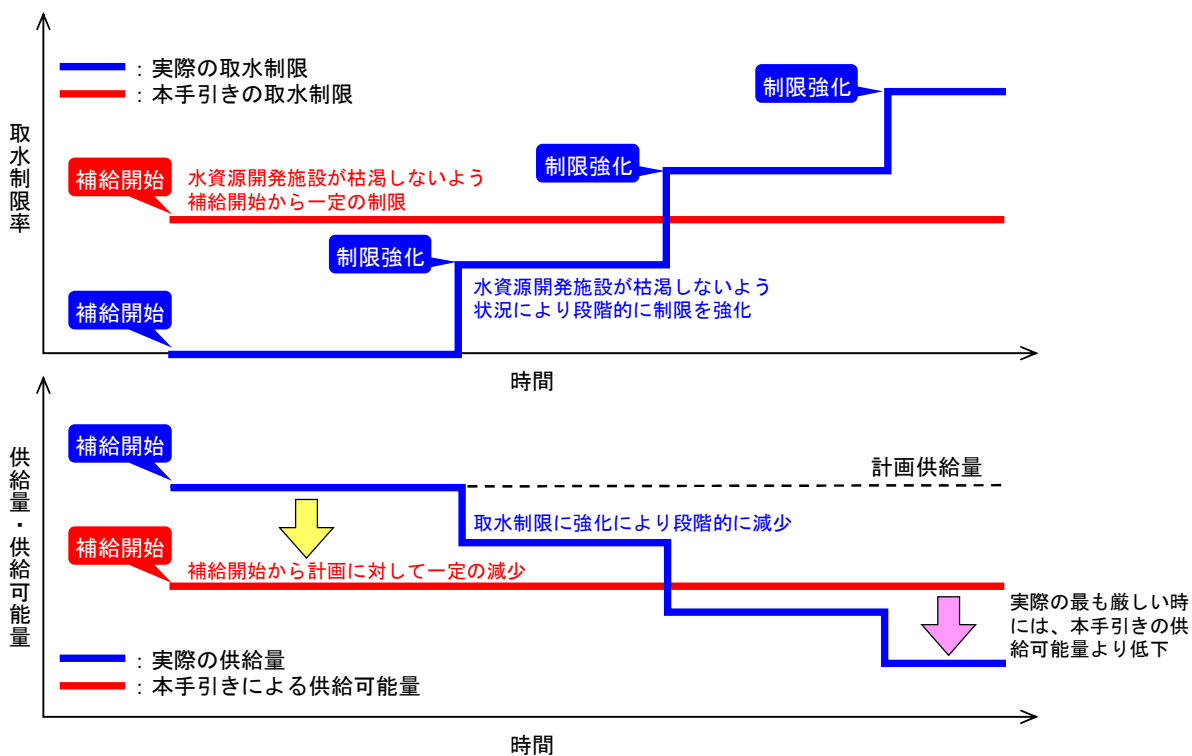 ：実際の取水制限
：本手引きの取水制限
取水制限率
制限強化
制限強化
補給開始
水資源開発施設が枯渇しないよう
補給開始から一定の制限
制限強化
水資源開発施設が枯渇しないよう
状況により段階的に制限を強化
補給開始
時間
供給量・供給可能量
補給開始
計画供給量
取水制限に強化により段階的に減少
補給開始
補給開始から計画に対して一定の減少
実際の最も厳しい時
には、本手引きの供
給可能量より低下
：実際の供給量
：本手引きによる供給可能量
時間